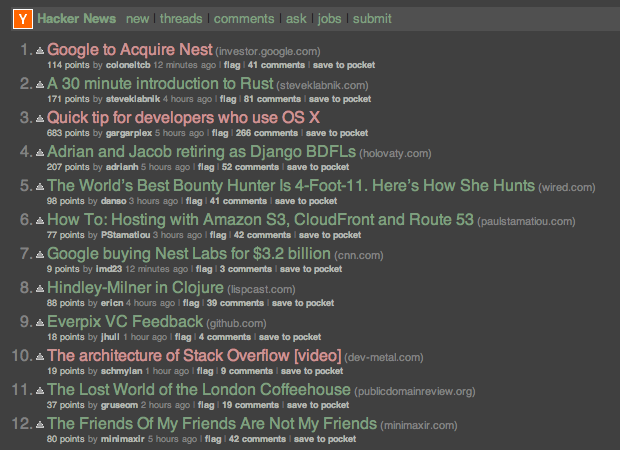 Y Hacker News new | threads | comments | ask | jobs | submit
1. Google to Acquire Nest (investor.google.com)
114 points by coloneltcb 12 minutes ago | flag | 41 comments | save to pocket
2. A 30 minute introduction to Rust (steveklabnik.com)
171 points by steveklabnik 4 hours ago | flag | 81 comments | save to pocket
3. Quick tip for developers who use OS X
683 points by gargarplex 5 hours ago | flag | 266 comments | save to pocket
4. Adrian and Jacob retiring as Django BDFLs (holovaty.com)
207 points by adrianh 5 hours ago | flag | 52 comments | save to pocket
5. The World's Best Bounty Hunter Is 4-Foot-11. Here's How She Hunts (wired.com)
98 points by danso 3 hours ago | flag | 41 comments | save to pocket
6. How To: Hosting with Amazon S3, CloudFront and Route 53 (paulstamatiou.com)
77 points by PStamatiou 3 hours ago | flag | 42 comments | save to pocket
7. Google buying Nest Labs for $3.2 billion (cnn.com)
9 points by imd23 12 minutes ago | flag | 3 comments | save to pocket
8. Hindley-Milner in Clojure (lispcast.com)
88 points by ericn 4 hours ago | flag | 39 comments | save to pocket
9. Everpix VC Feedback (github.com)
18 points by jhull 1 hour ago | flag | 4 comments | save to pocket
10. The architecture of Stack Overflow [video] (dev-metal.com)
19 points by schmylan 1 hour ago | flag | 9 comments | save to pocket
11. The Lost World of the London Coffeehouse (publicdomainreview.org)
37 points by gruseom 2 hours ago | flag | 19 comments | save to pocket
12. The Friends Of My Friends Are Not My Friends (minimaxir.com)
80 points by minimaxir 5 hours ago | flag | 42 comments | save to pocket